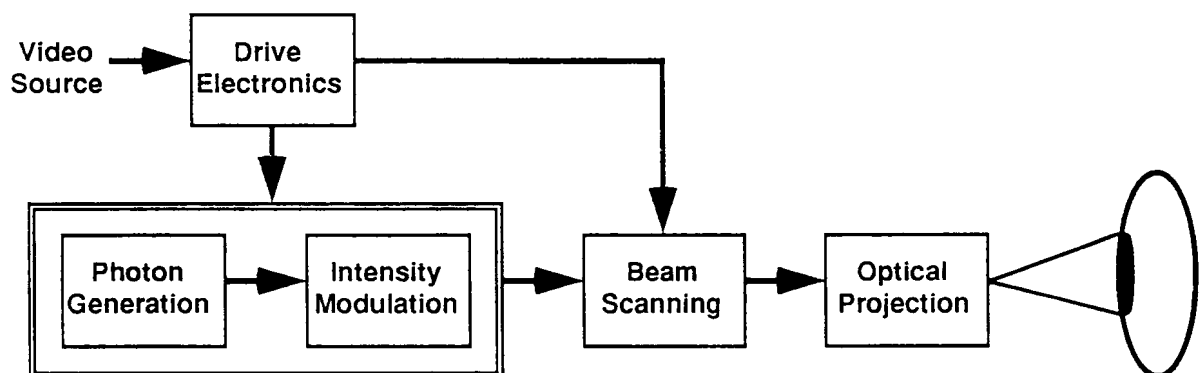 Video
Source
Drive
Electronics
Photon
Generation
Intensity
Modulation
Beam
Scanning
Optical
Projection